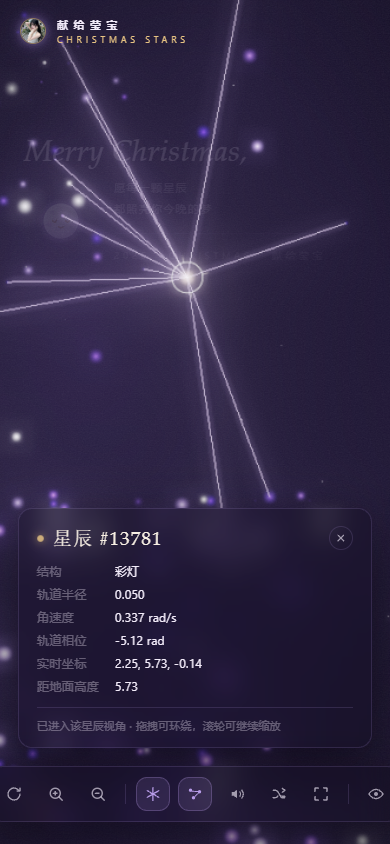 献给莹宝
CHRISTMAS STARS
Merry Christmas,
星辰 #13781
结构 彩灯
轨道半径 0.050
角速度 0.337 rad/s
轨道相位 -5.12 rad
实时坐标 2.25, 5.73, -0.14
距地面高度 5.73
已进入该星辰视角 · 拖拽可环绕，滚轮可继续缩放